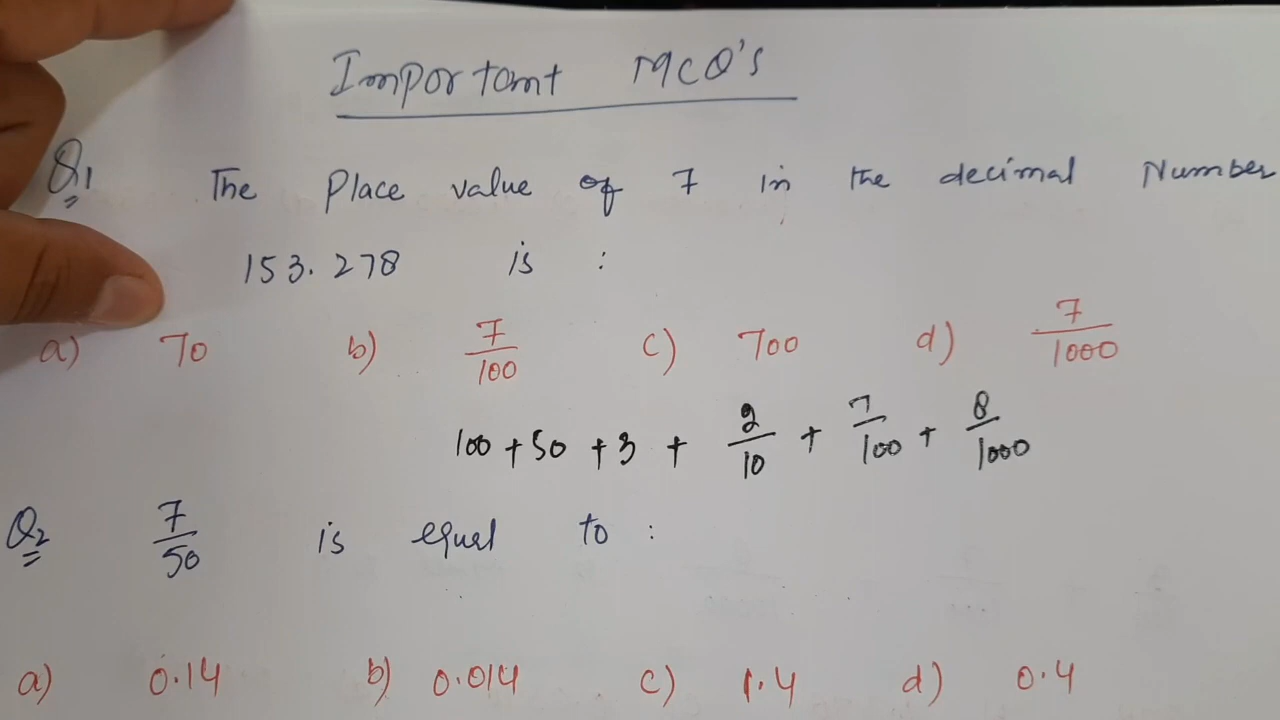 Important MCQ's
Q1 The Place value of 7 in the decimal Number
153.278 is :
a) 70 b) 7/100 c) 700 d) 7/1000
100 + 50 + 3 + 2/10 + 7/100 + 8/1000
Q2 7/50 is equal to :
a) 0.14 b) 0.014 c) 1.4 d) 0.4